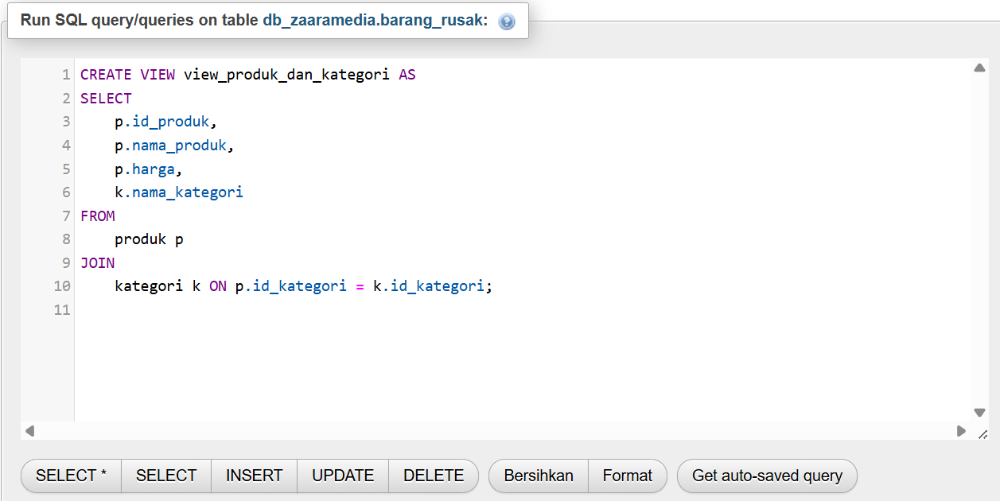 Run SQL query/queries on table db_zaaramedia.barang_rusak:
1 CREATE VIEW view_produk_dan_kategori AS
2 SELECT
3     p.id_produk,
4     p.nama_produk,
5     p.harga,
6     k.nama_kategori
7 FROM
8     produk p
9 JOIN
10     kategori k ON p.id_kategori = k.id_kategori;
11
SELECT * SELECT INSERT UPDATE DELETE Bersihkan Format Get auto-saved query